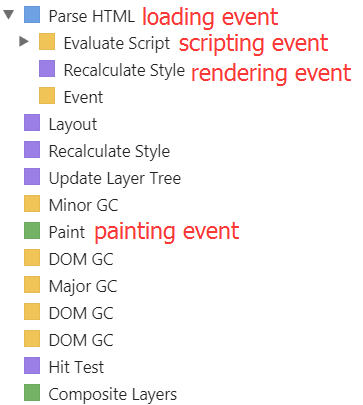 Parse HTML loading event
Evaluate Script scripting event
Recalculate Style rendering event
Event
Layout
Recalculate Style
Update Layer Tree
Minor GC
Paint painting event
DOM GC
Major GC
DOM GC
DOM GC
Hit Test
Composite Layers